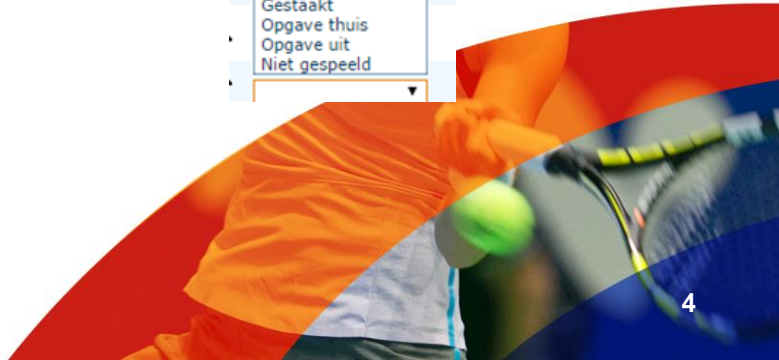 Gestaakt
Opgave thuis
Opgave uit
Niet gespeeld
4